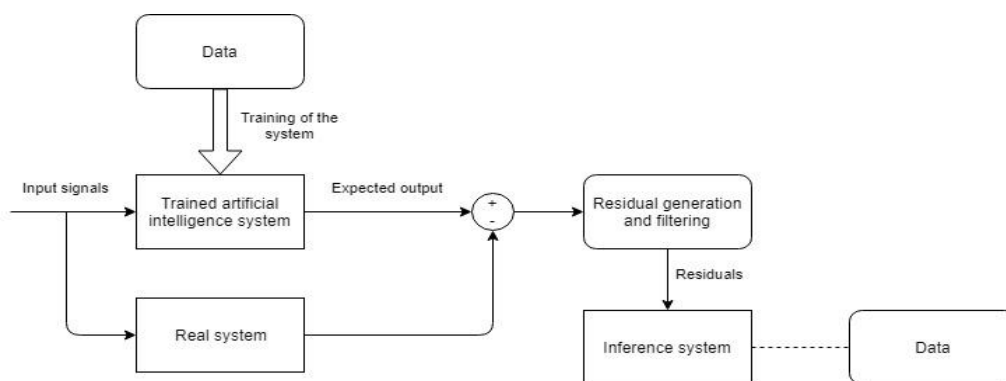 Data
Training of the
system
Input signals
Trained artificial
intelligence system
Expected output
+
-
Residual generation
and filtering
Residuals
Real system
Inference system
Data